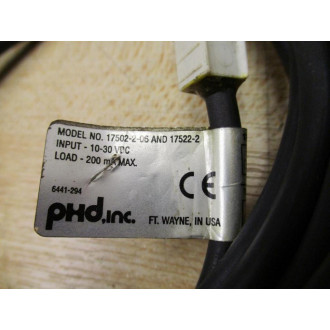 MODEL NO. 17502-2-06 AND 17522-2
INPUT - 10-30 VDC
LOAD - 200 mA MAX.
CE
6441-294
PHD, INC.
FT. WAYNE, IN USA